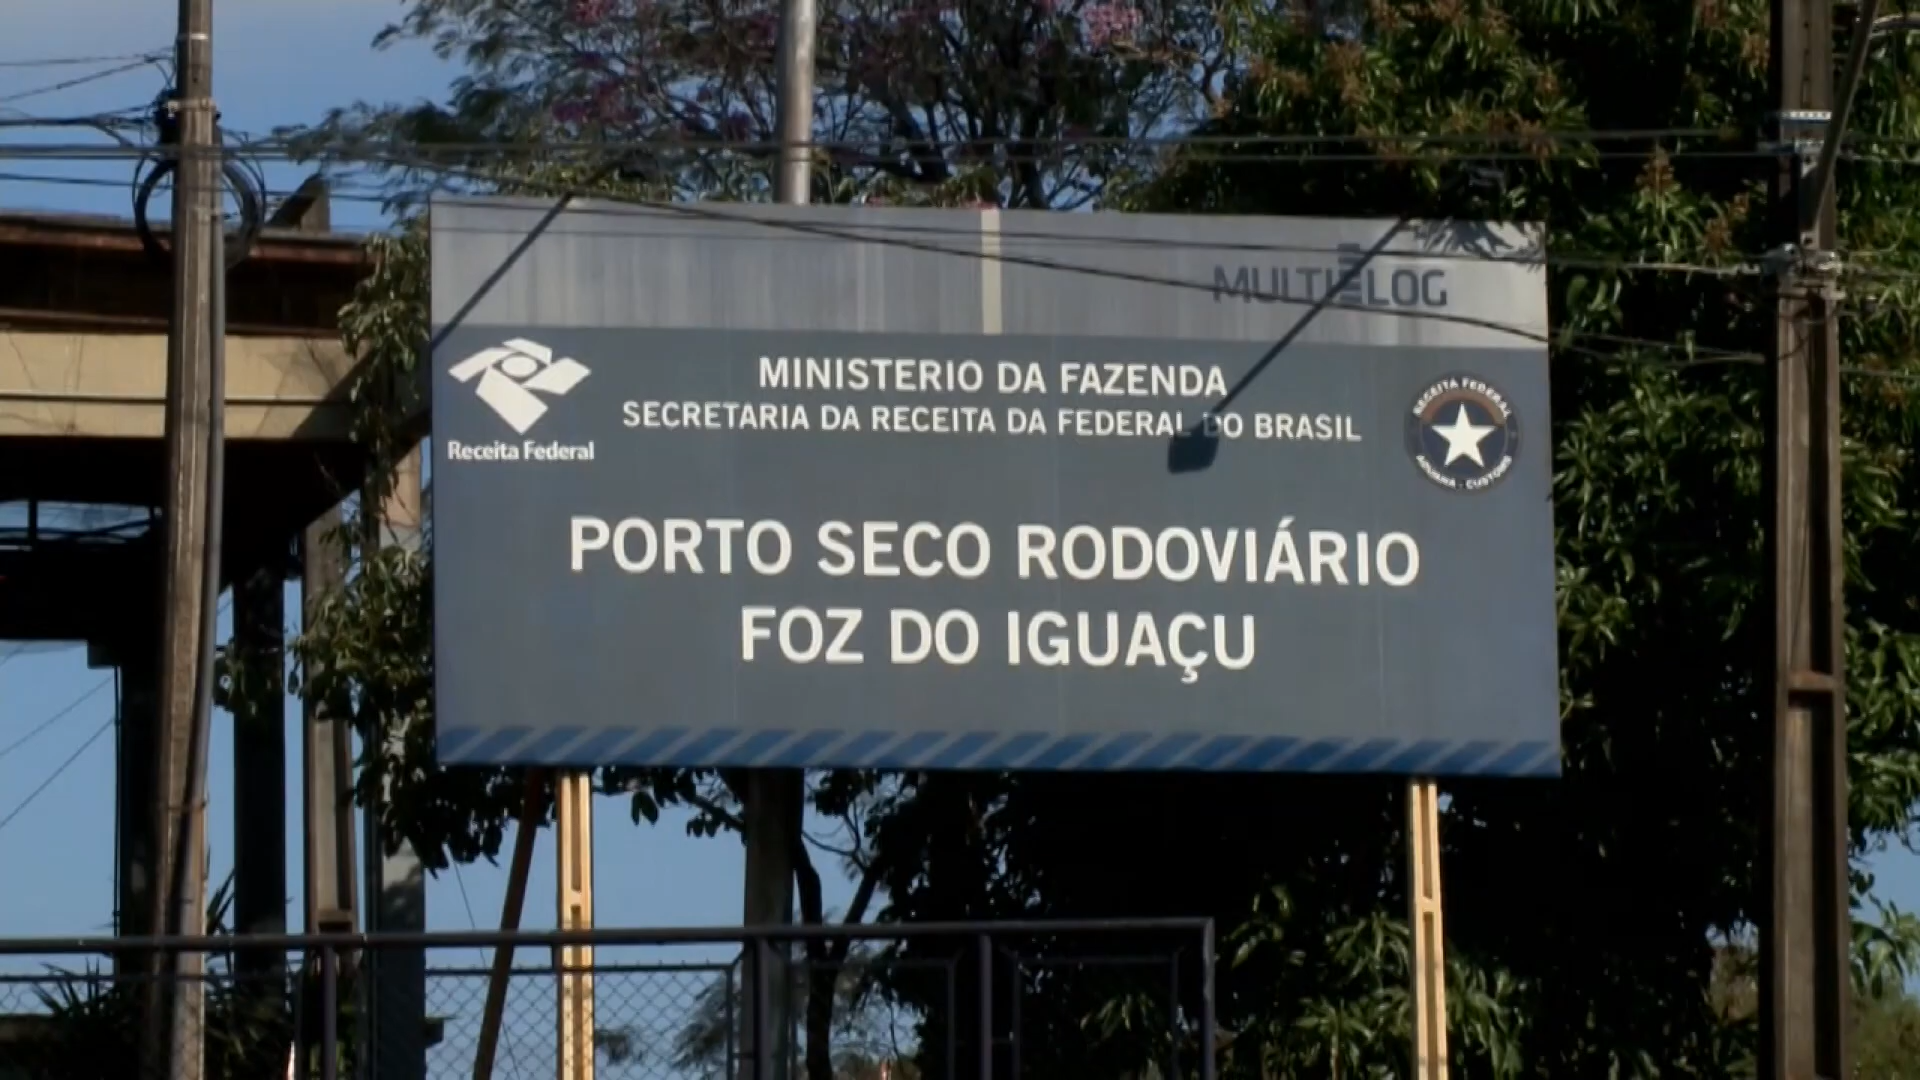 MULTILOG
MINISTERIO DA FAZENDA
SECRETARIA DA RECEITA DA FEDERAL DO BRASIL
Receita Federal
RECEITA FEDERAL
ADUANA - CUSTOMS
PORTO SECO RODOVIÁRIO
FOZ DO IGUAÇU